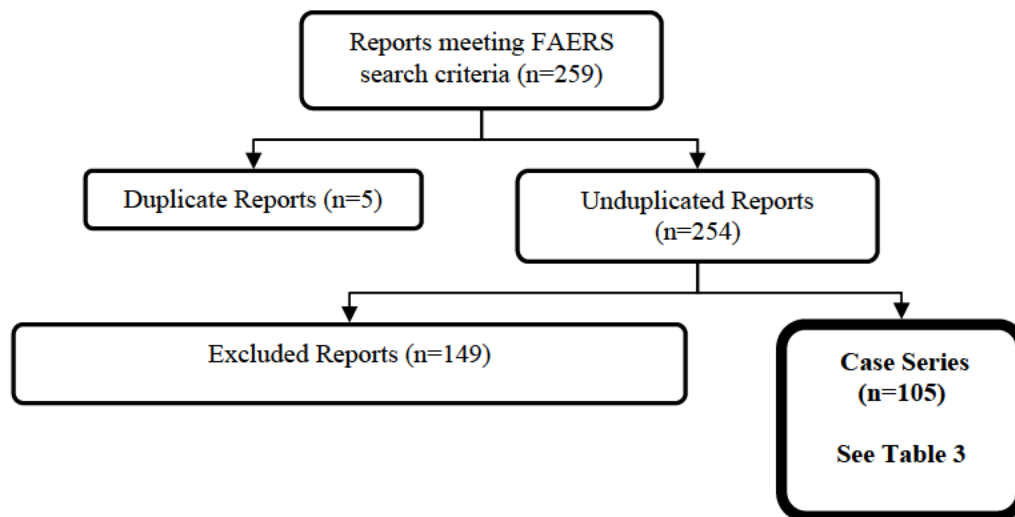 Reports meeting FAERS
search criteria (n=259)
Duplicate Reports (n=5)
Unduplicated Reports
(n=254)
Excluded Reports (n=149)
Case Series
(n=105)
See Table 3